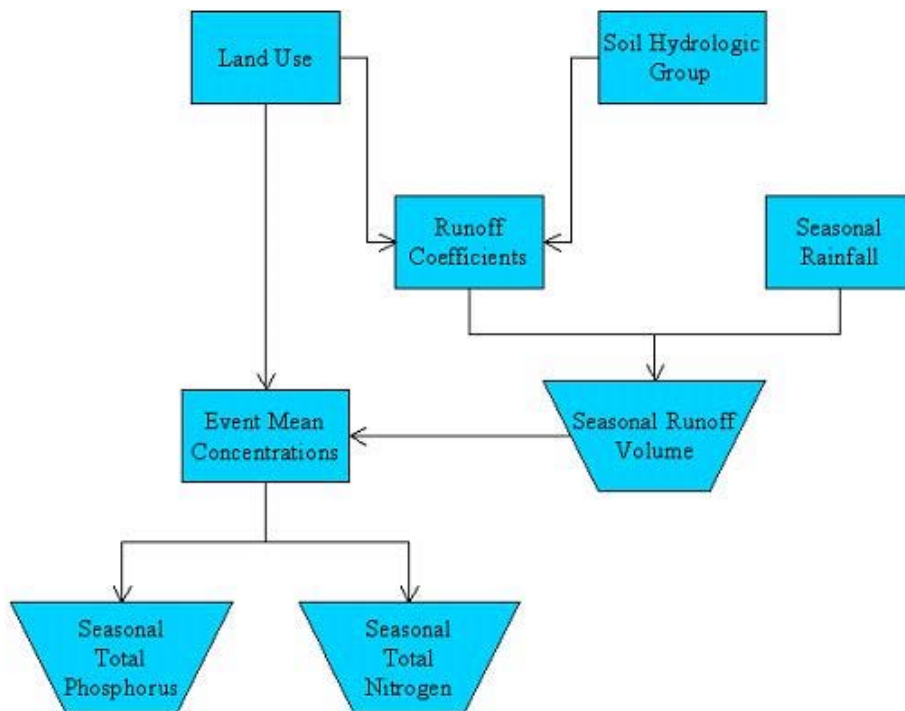 Land Use
Soil Hydrologic
Group
Runoff
Coefficients
Seasonal
Rainfall
Event Mean
Concentrations
Seasonal Runoff
Volume
Seasonal
Total
Phosphorus
Seasonal
Total
Nitrogen